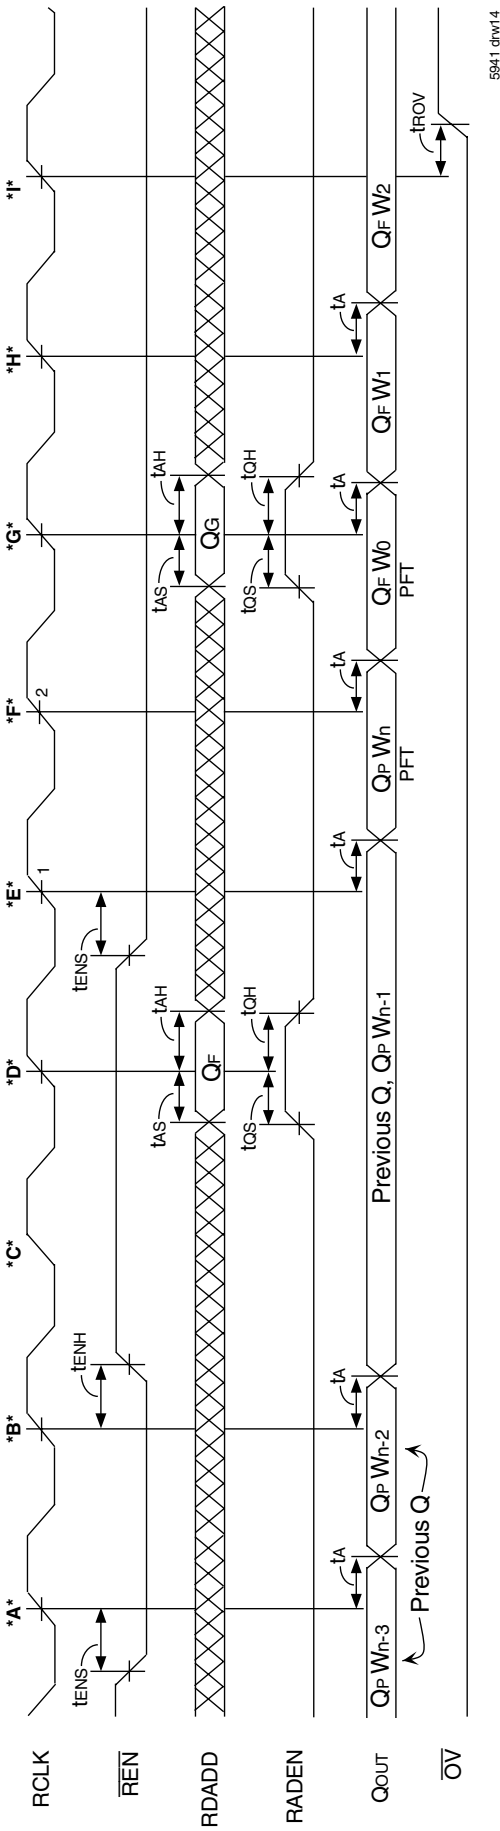 *A* *B* *C* *D* *E* *F* *G* *H* *I*
RCLK 1 2
tENS tENH tENS
REN
tAS tAH tAS tAH
RDADD QF QG
tQS tQH tQS tQH
RADEN
tA tA tA tA tA tA tA
QOUT QP Wn-3 QP Wn-2 Previous Q, QP Wn-1 QP Wn QF W0 QF W1 QF W2
PFT PFT
Previous Q
tROV
OV
5941 drw14